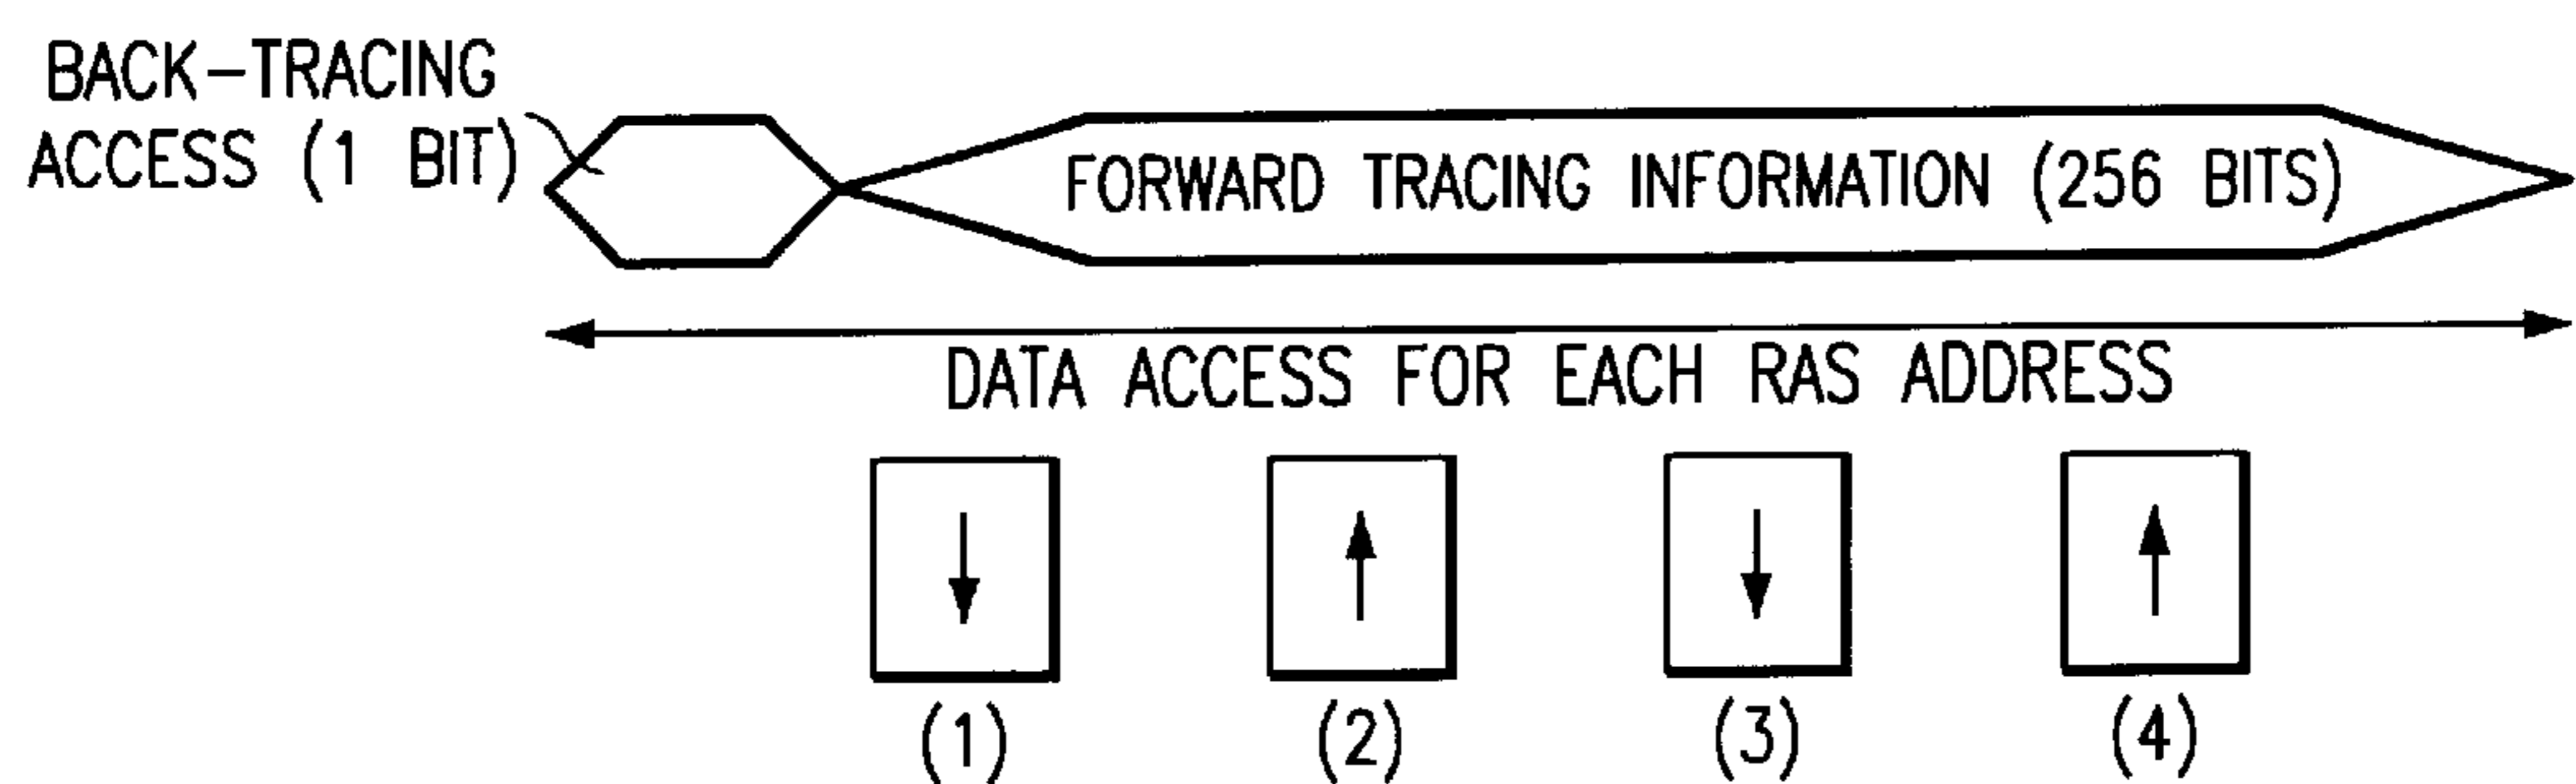 BACK-TRACING
ACCESS (1 BIT)
FORWARD TRACING INFORMATION (256 BITS)
DATA ACCESS FOR EACH RAS ADDRESS
(1) (2) (3) (4)